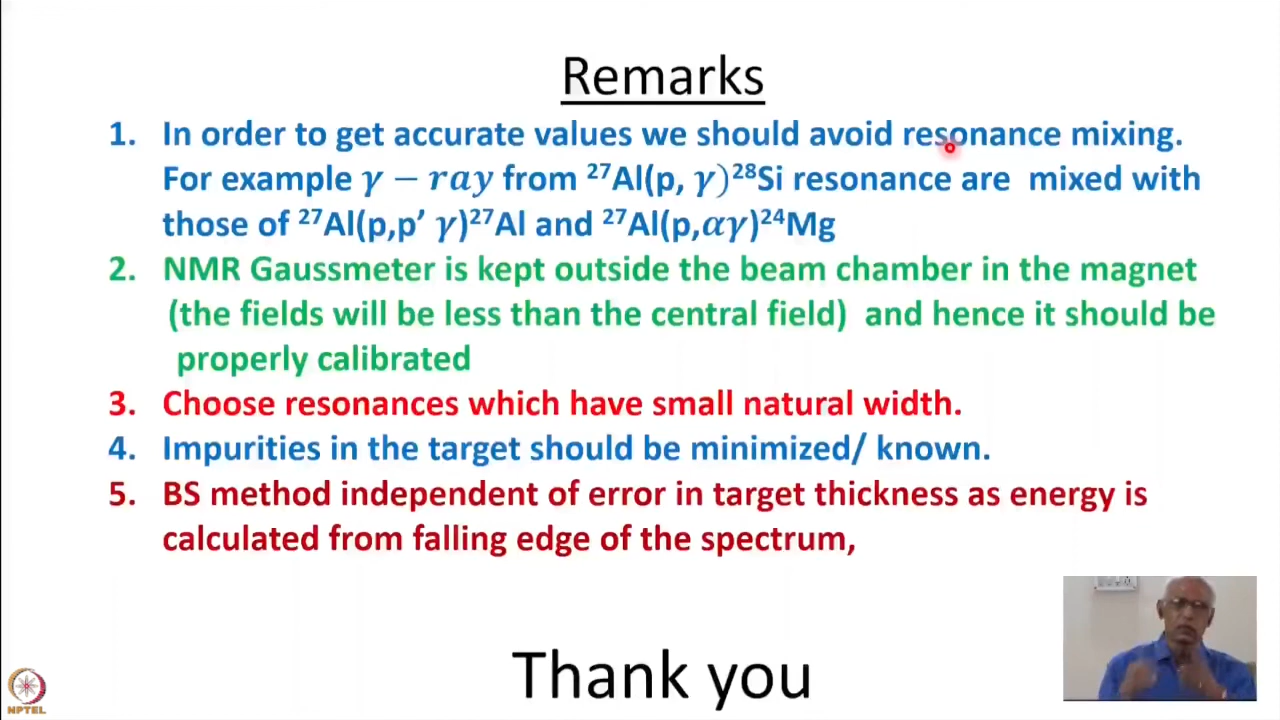 Remarks
1. In order to get accurate values we should avoid resonance mixing.
For example γ − ray from ²⁷Al(p, γ)²⁸Si resonance are mixed with
those of ²⁷Al(p,p’ γ)²⁷Al and ²⁷Al(p,αγ)²⁴Mg
2. NMR Gaussmeter is kept outside the beam chamber in the magnet
(the fields will be less than the central field) and hence it should be
properly calibrated
3. Choose resonances which have small natural width.
4. Impurities in the target should be minimized/ known.
5. BS method independent of error in target thickness as energy is
calculated from falling edge of the spectrum,
Thank you
NPTEL